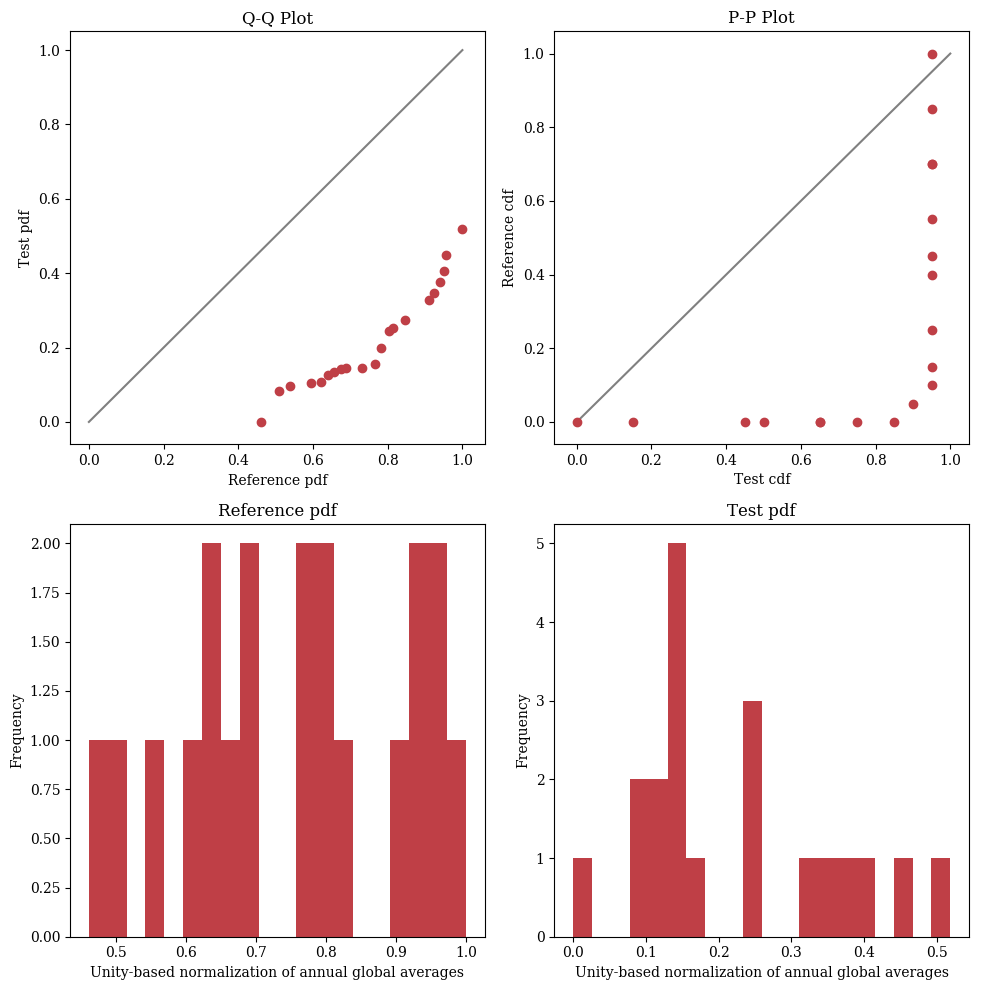 Q-Q Plot
1.0
0.8
0.6
0.4
0.2
0.0
Test pdf
0.0 0.2 0.4 0.6 0.8 1.0
Reference pdf
P-P Plot
1.0
0.8
0.6
0.4
0.2
0.0
Reference cdf
0.0 0.2 0.4 0.6 0.8 1.0
Test cdf
Reference pdf
2.00
1.75
1.50
1.25
1.00
0.75
0.50
0.25
0.00
Frequency
0.5 0.6 0.7 0.8 0.9 1.0
Unity-based normalization of annual global averages
Test pdf
5
4
3
2
1
0
Frequency
0.0 0.1 0.2 0.3 0.4 0.5
Unity-based normalization of annual global averages